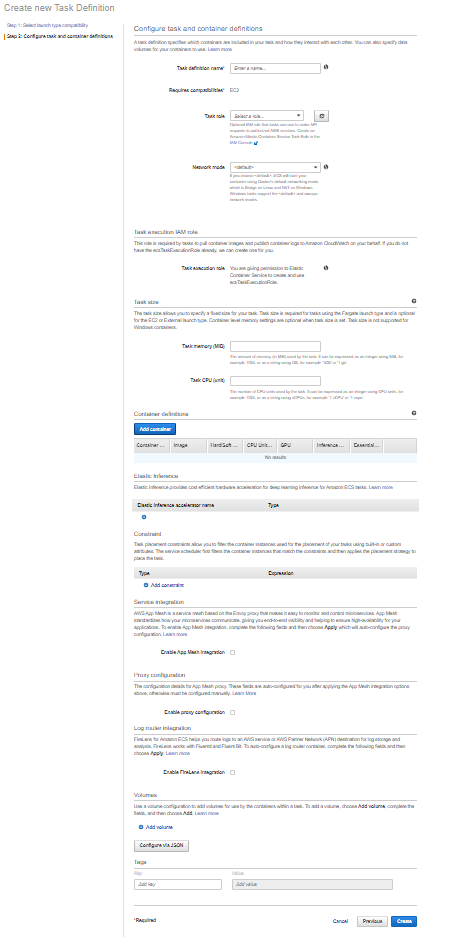 Create new Task Definition
Step 1: Select launch type compatibility
Step 2: Configure task and container definitions
Configure task and container definitions
A task definition specifies which containers are included in your task and how they interact with each other. You can also specify data
volumes for your containers to use. Learn more
Task definition name*
Enter a name...
Requires compatibilities* EC2
Task role
Select a role...
Optional IAM role that tasks can use to make API
requests to authorized AWS services. Create an
Amazon Elastic Container Service Task Role in the
IAM Console
Network mode
<default>
If you choose <default>, ECS will start your
container using Docker's default networking mode,
which is Bridge on Linux and NAT on Windows.
Windows tasks support the <default> and awsvpc
network modes.
Task execution IAM role
This role is required by tasks to pull container images and publish container logs to Amazon CloudWatch on your behalf. If you do not
have the ecsTaskExecutionRole already, we can create one for you.
Task execution role
You are giving permission to Elastic
Container Service to create and use
ecsTaskExecutionRole.
Task size
The task size allows you to specify a fixed size for your task. Task size is required for tasks using the Fargate launch type and is optional
for the EC2 or External launch type. Container level memory settings are optional when task size is set. Task size is not supported for
Windows containers.
Task memory (MiB)
The amount of memory (in MiB) used by the task. It can be expressed as an integer using MiB, for
example 1024, or as a string using GB, for example '1GB' or '1 gb'.
Task CPU (unit)
The number of CPU units used by the task. It can be expressed as an integer using CPU units, for
example 1024, or as a string using vCPUs, for example '1 vCPU' or '1 vcpu'.
Container definitions
Add container
Container ... Image Hard/Soft ... CPU Unit... GPU Inference ... Essential...
No results
Elastic Inference
Elastic Inference provides cost efficient hardware acceleration for deep learning inference for Amazon ECS tasks. Learn more
Elastic Inference accelerator name Type
Constraint
Task placement constraints allow you to filter the container instances used for the placement of your tasks using built-in or custom
attributes. The service scheduler first filters the container instances that match the constraints and then applies the placement strategy to
place the task.
Type Expression
Add constraint
Service integration
AWS App Mesh is a service mesh based on the Envoy proxy that makes it easy to monitor and control microservices. App Mesh
standardizes how your microservices communicate, giving you end-to-end visibility and helping to ensure high-availability for your
applications. To enable App Mesh integration, complete the following fields and then choose Apply which will auto-configure the proxy
configuration. Learn more
Enable App Mesh integration
Proxy configuration
The configuration details for App Mesh proxy. These fields are auto-configured for you after applying the App Mesh integration options
above, otherwise must be configured manually. Learn More
Enable proxy configuration
Log router integration
FireLens for Amazon ECS helps you route logs to an AWS service or AWS Partner Network (APN) destination for log storage and
analysis. FireLens works with Fluentd and Fluent Bit. To auto-configure a log router container, complete the following fields and then
choose Apply. Learn more
Enable FireLens integration
Volumes
Use a volume configuration to add volumes for use by the containers within a task. To add a volume, choose Add volume, complete the
fields, and then choose Add. Learn more
Add volume
Configure via JSON
Tags
Key Value
Add key Add value
*Required
Cancel Previous Create